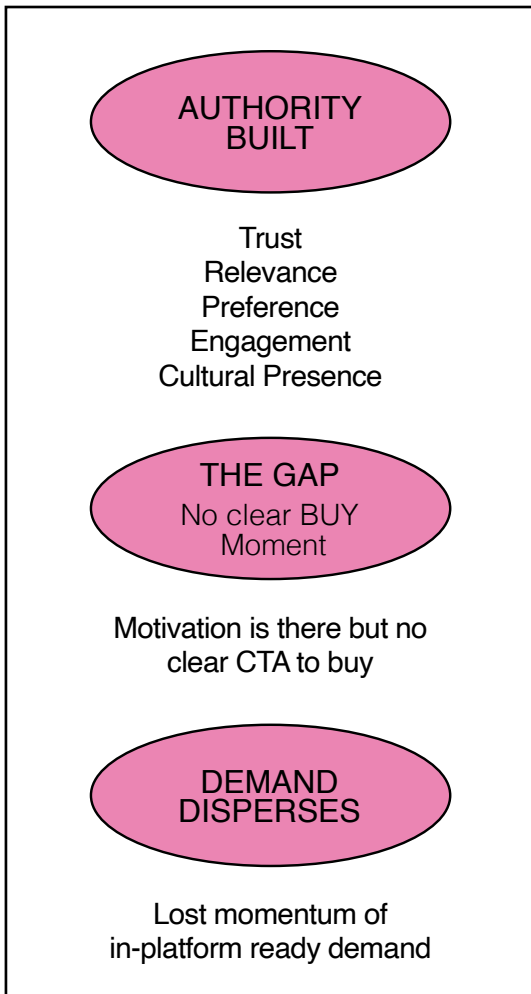 AUTHORITY
BUILT
Trust
Relevance
Preference
Engagement
Cultural Presence
THE GAP
No clear BUY
Moment
Motivation is there but no
clear CTA to buy
DEMAND
DISPERSES
Lost momentum of
in-platform ready demand